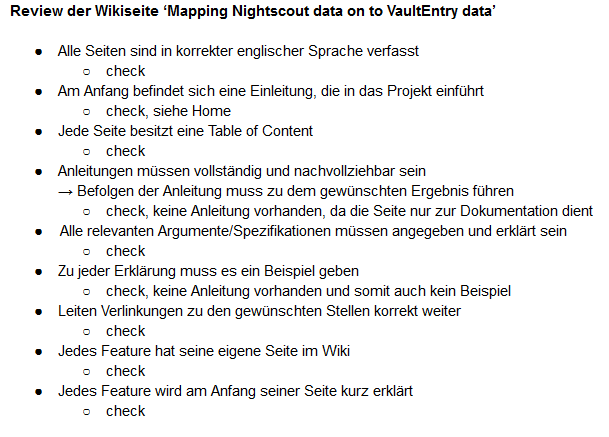 Review der Wikiseite ‘Mapping Nightscout data on to VaultEntry data’
● Alle Seiten sind in korrekter englischer Sprache verfasst
○ check
● Am Anfang befindet sich eine Einleitung, die in das Projekt einführt
○ check, siehe Home
● Jede Seite besitzt eine Table of Content
○ check
● Anleitungen müssen vollständig und nachvollziehbar sein
→ Befolgen der Anleitung muss zu dem gewünschten Ergebnis führen
○ check, keine Anleitung vorhanden, da die Seite nur zur Dokumentation dient
● Alle relevanten Argumente/Spezifikationen müssen angegeben und erklärt sein
○ check
● Zu jeder Erklärung muss es ein Beispiel geben
○ check, keine Anleitung vorhanden und somit auch kein Beispiel
● Leiten Verlinkungen zu den gewünschten Stellen korrekt weiter
○ check
● Jedes Feature hat seine eigene Seite im Wiki
○ check
● Jedes Feature wird am Anfang seiner Seite kurz erklärt
○ check